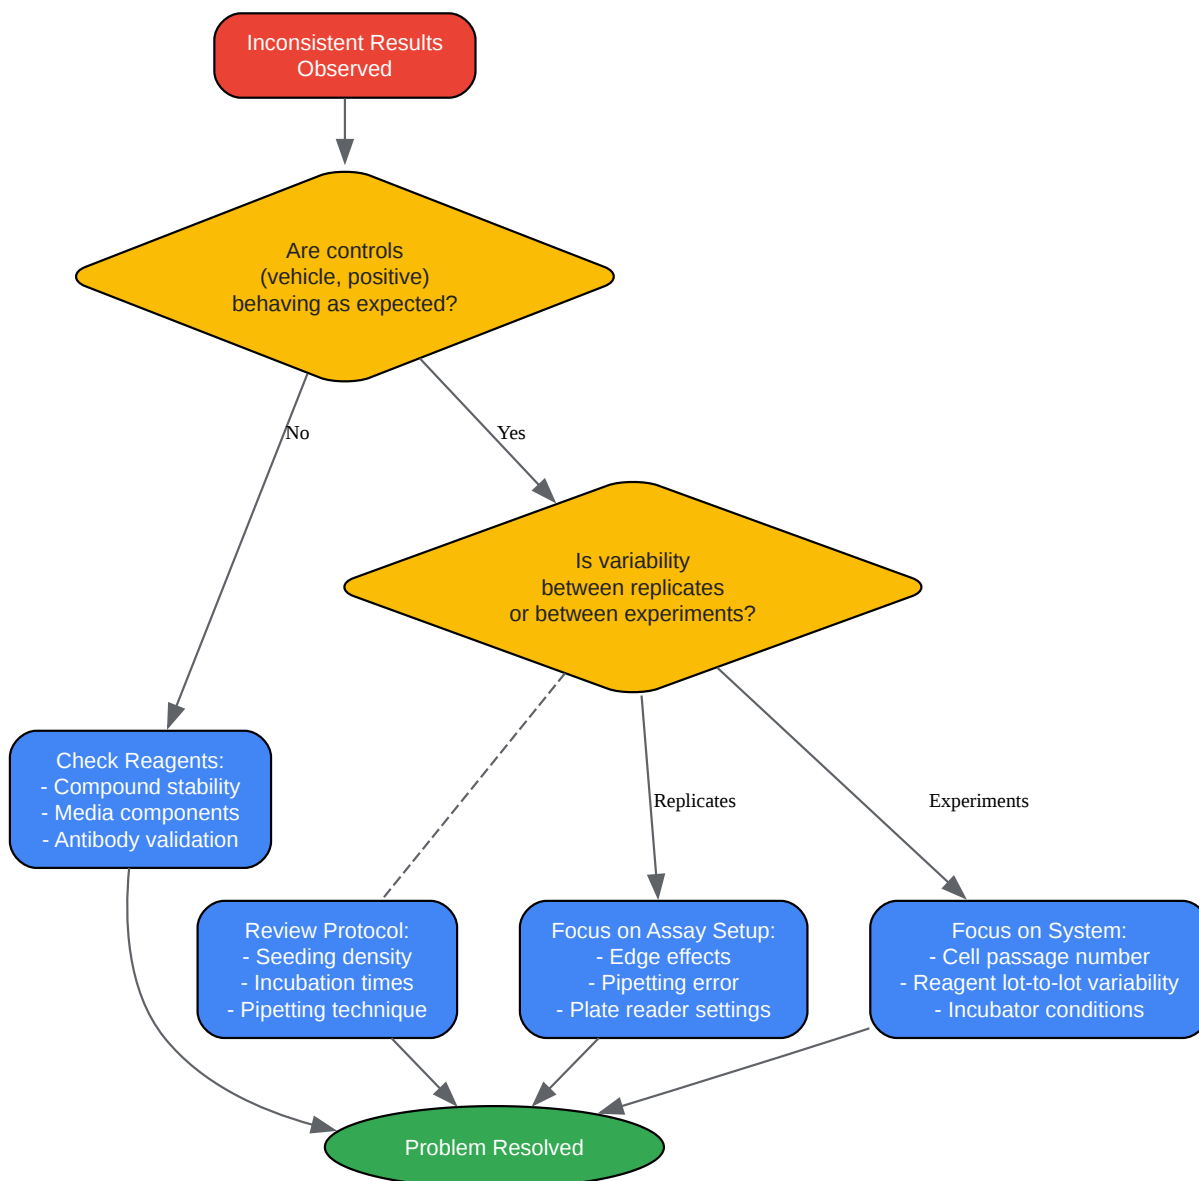 Inconsistent Results
Observed
Are controls
(vehicle, positive)
behaving as expected?
No
Yes
Is variability
between replicates
or between experiments?
Check Reagents:
- Compound stability
- Media components
- Antibody validation
Replicates
Experiments
Review Protocol:
- Seeding density
- Incubation times
- Pipetting technique
Focus on Assay Setup:
- Edge effects
- Pipetting error
- Plate reader settings
Focus on System:
- Cell passage number
- Reagent lot-to-lot variability
- Incubator conditions
Problem Resolved